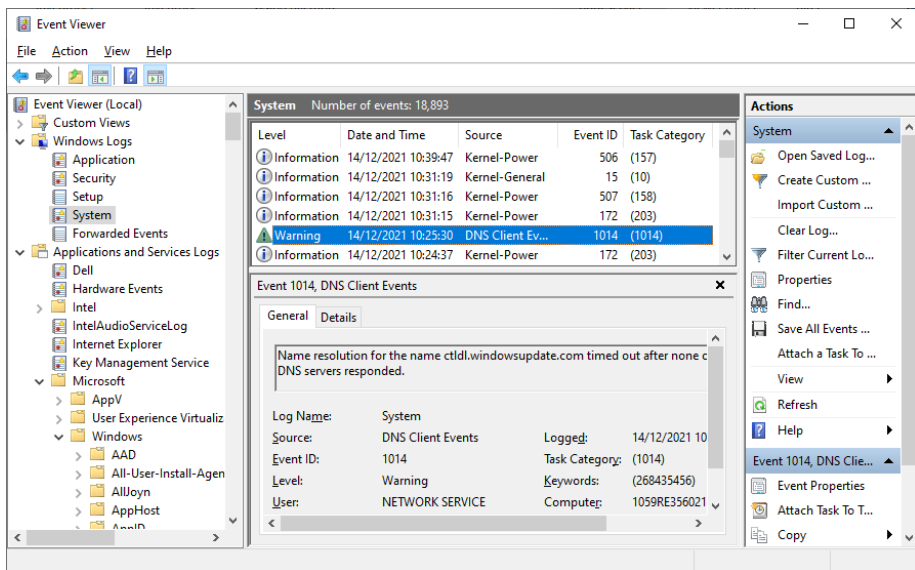 Event Viewer
File Action View Help
Event Viewer (Local)
Custom Views
Windows Logs
Application
Security
Setup
System
Forwarded Events
Applications and Services Logs
Dell
Hardware Events
Intel
IntelAudioServiceLog
Internet Explorer
Key Management Service
Microsoft
AppV
User Experience Virtualiz
Windows
AAD
All-User-Install-Agen
AllJoyn
AppHost
AppID
System Number of events: 18,893
Level Date and Time Source Event ID Task Category
Information 14/12/2021 10:39:47 Kernel-Power 506 (157)
Information 14/12/2021 10:31:19 Kernel-General 15 (10)
Information 14/12/2021 10:31:16 Kernel-Power 507 (158)
Information 14/12/2021 10:31:15 Kernel-Power 172 (203)
Warning 14/12/2021 10:25:30 DNS Client Ev... 1014 (1014)
Information 14/12/2021 10:24:37 Kernel-Power 172 (203)
Event 1014, DNS Client Events
General Details
Name resolution for the name ctldl.windowsupdate.com timed out after none c
DNS servers responded.
Log Name: System
Source: DNS Client Events Logged: 14/12/2021 10
Event ID: 1014 Task Category: (1014)
Level: Warning Keywords: (268435456)
User: NETWORK SERVICE Computer: 1059RE356021
Actions
System
Open Saved Log...
Create Custom ...
Import Custom ...
Clear Log...
Filter Current Lo...
Properties
Find...
Save All Events ...
Attach a Task To ...
View
Refresh
Help
Event 1014, DNS Clie...
Event Properties
Attach Task To T...
Copy